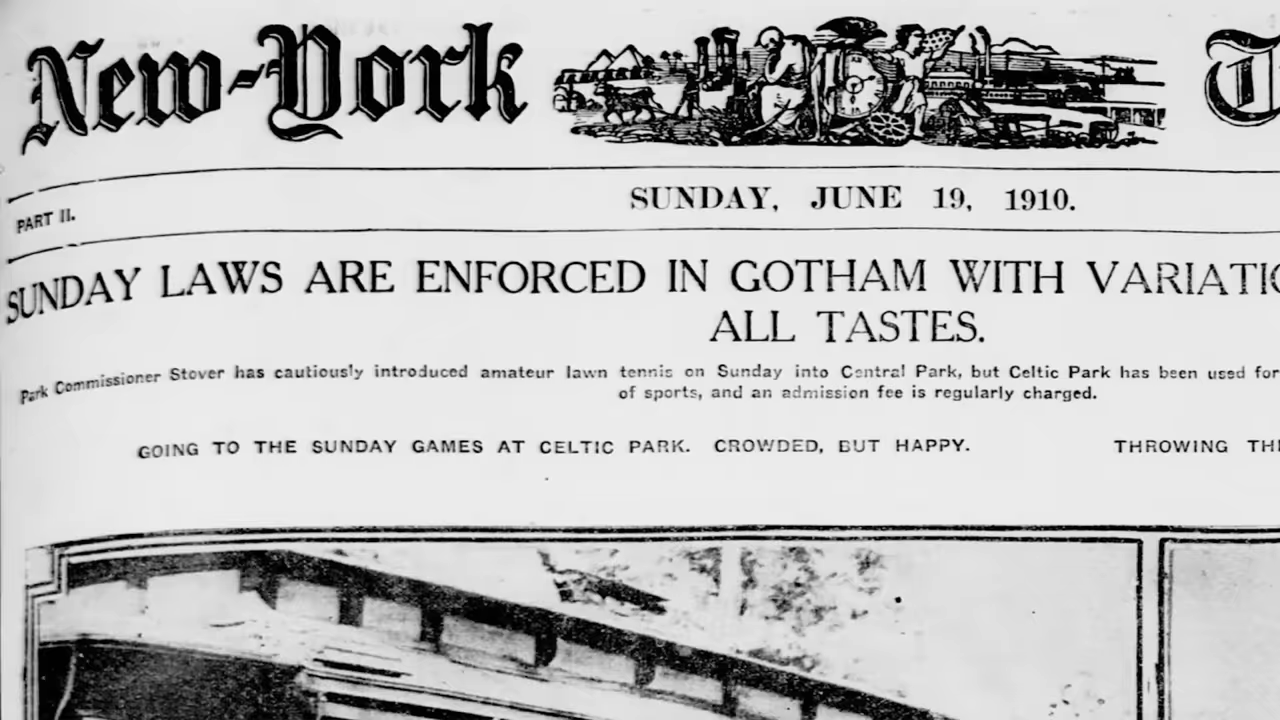 New-York T
PART II.
SUNDAY, JUNE 19, 1910.
SUNDAY LAWS ARE ENFORCED IN GOTHAM WITH VARIATIO
ALL TASTES.
Park Commissioner Stover has cautiously introduced amateur lawn tennis on Sunday into Central Park, but Celtic Park has been used for
of sports, and an admission fee is regularly charged.
GOING TO THE SUNDAY GAMES AT CELTIC PARK. CROWDED, BUT HAPPY.
THROWING TH